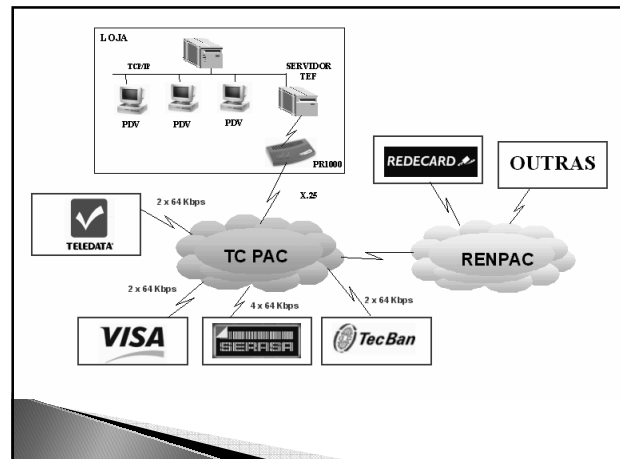 LOJA
TCP/IP
SERVIDOR
TEF
PDV
PDV
PDV
PR1000
REDECARD
OUTRAS
X.25
2 x 64 Kbps
TELEDATA
TC PAC
RENPAC
2 x 64 Kbps
4 x 64 Kbps
2 x 64 Kbps
VISA
SERASA
TecBan